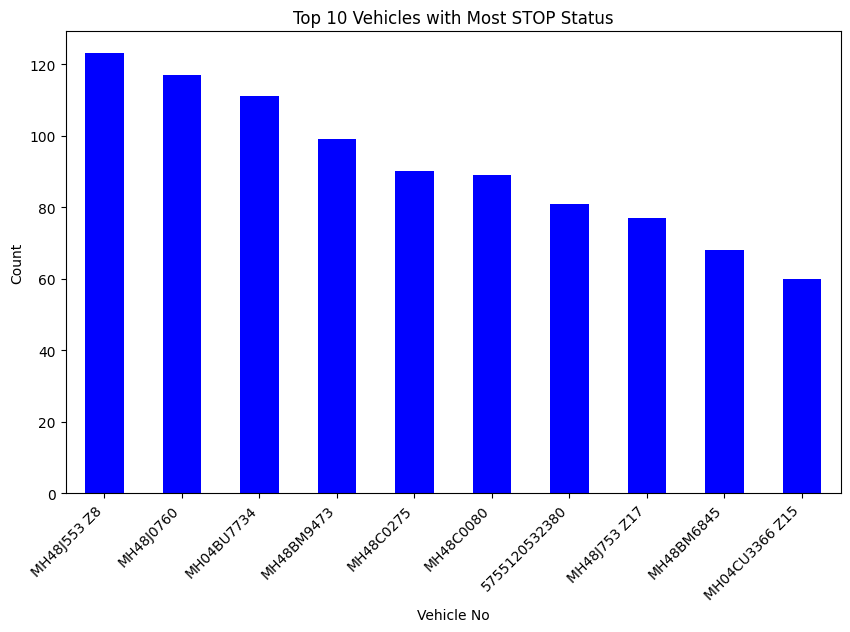 Top 10 Vehicles with Most STOP Status
Count
120
100
80
60
40
20
0
MH48J553 Z8
MH48J0760
MH04BU7734
MH48BM9473
MH48C0275
MH48C0080
5755120532380
MH48J753 Z17
MH48BM6845
MH04CU3366 Z15
Vehicle No